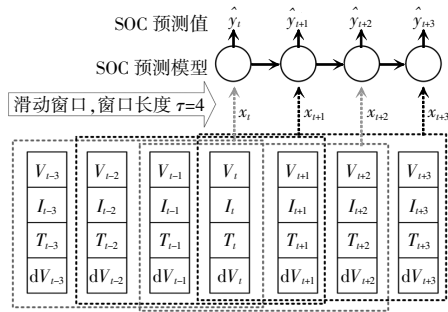 SOC 预测值 ŷₜ ŷₜ₊₁ ŷₜ₊₂ ŷₜ₊₃
SOC 预测模型
滑动窗口,窗口长度 τ=4 xₜ xₜ₊₁ xₜ₊₂ xₜ₊₃
Vₜ₋₃ Vₜ₋₂ Vₜ₋₁ Vₜ Vₜ₊₁ Vₜ₊₂ Vₜ₊₃
Iₜ₋₃ Iₜ₋₂ Iₜ₋₁ Iₜ Iₜ₊₁ Iₜ₊₂ Iₜ₊₃
Tₜ₋₃ Tₜ₋₂ Tₜ₋₁ Tₜ Tₜ₊₁ Tₜ₊₂ Tₜ₊₃
dVₜ₋₃ dVₜ₋₂ dVₜ₋₁ dVₜ dVₜ₊₁ dVₜ₊₂ dVₜ₊₃